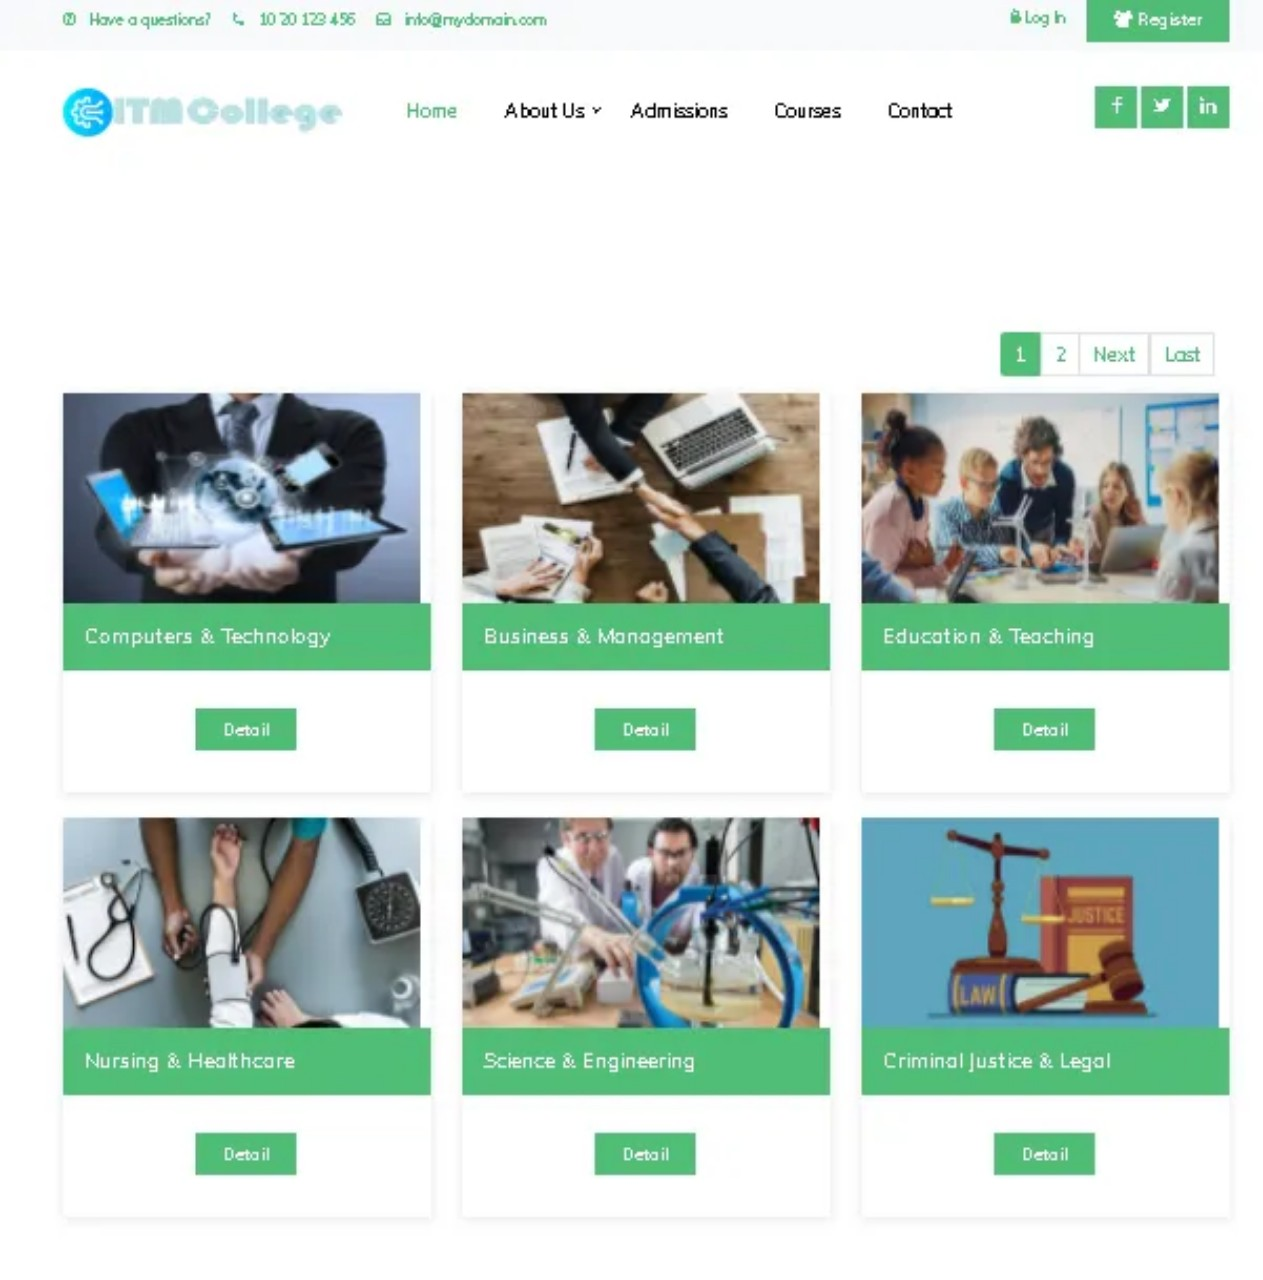 Have a questions? 10 20 123 456 info@mydomain.com Log In Register
ITM College Home About Us Admissions Courses Contact f in
1 2 Next Last
Computers & Technology Business & Management Education & Teaching
Detail Detail Detail
JUSTICE
LAW
Nursing & Healthcare Science & Engineering Criminal Justice & Legal
Detail Detail Detail